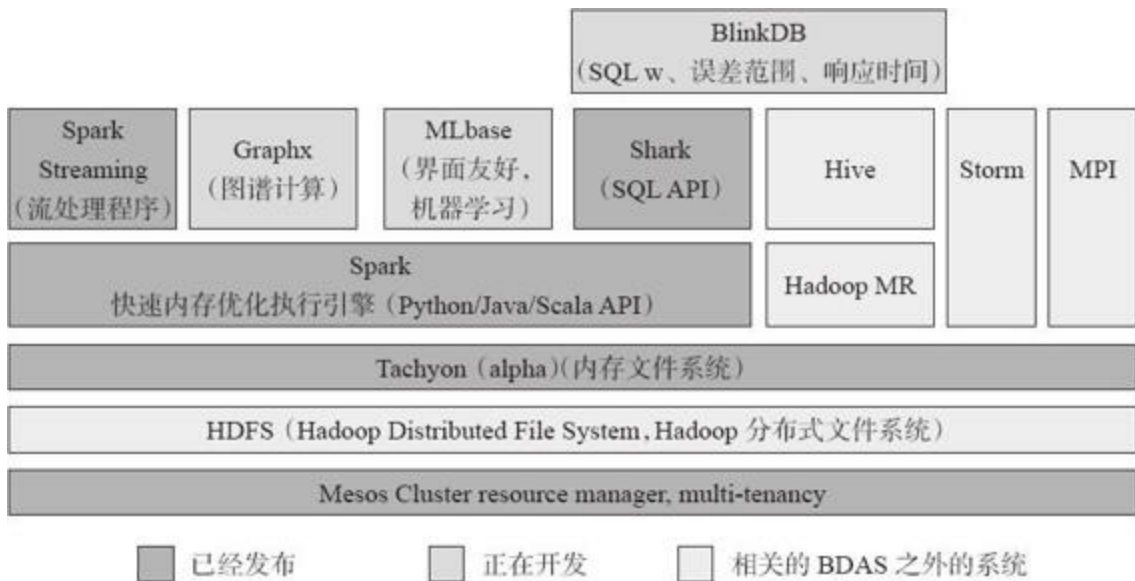 BlinkDB
（SQL w、误差范围、响应时间）
Spark
Streaming
（流处理程序）
Graphx
（图谱计算）
MLbase
（界面友好，
机器学习）
Shark
（SQL API）
Hive
Storm
MPI
Spark
快速内存优化执行引擎（Python/Java/Scala API）
Hadoop MR
Tachyon（alpha）（内存文件系统）
HDFS（Hadoop Distributed File System, Hadoop 分布式文件系统）
Mesos Cluster resource manager, multi-tenancy
已经发布
正在开发
相关的 BDAS 之外的系统